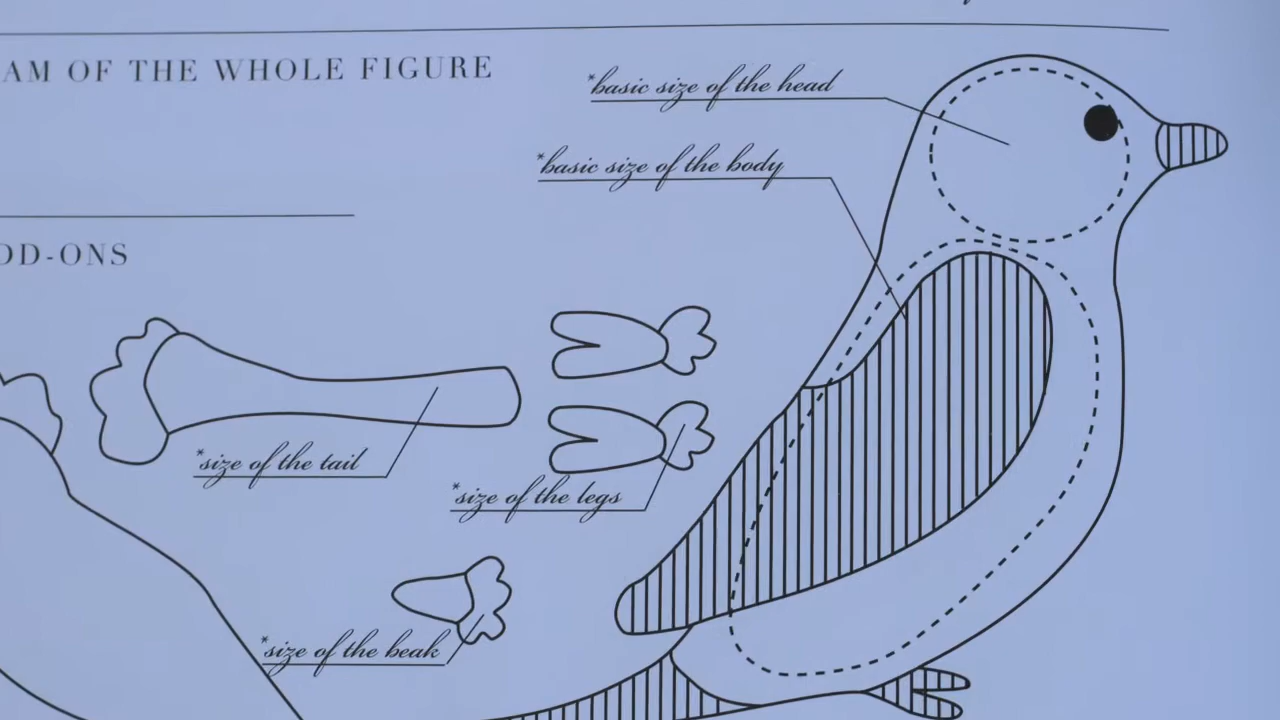 AM OF THE WHOLE FIGURE
*basic size of the head
*basic size of the body
DD-ONS
*size of the tail
*size of the legs
*size of the beak